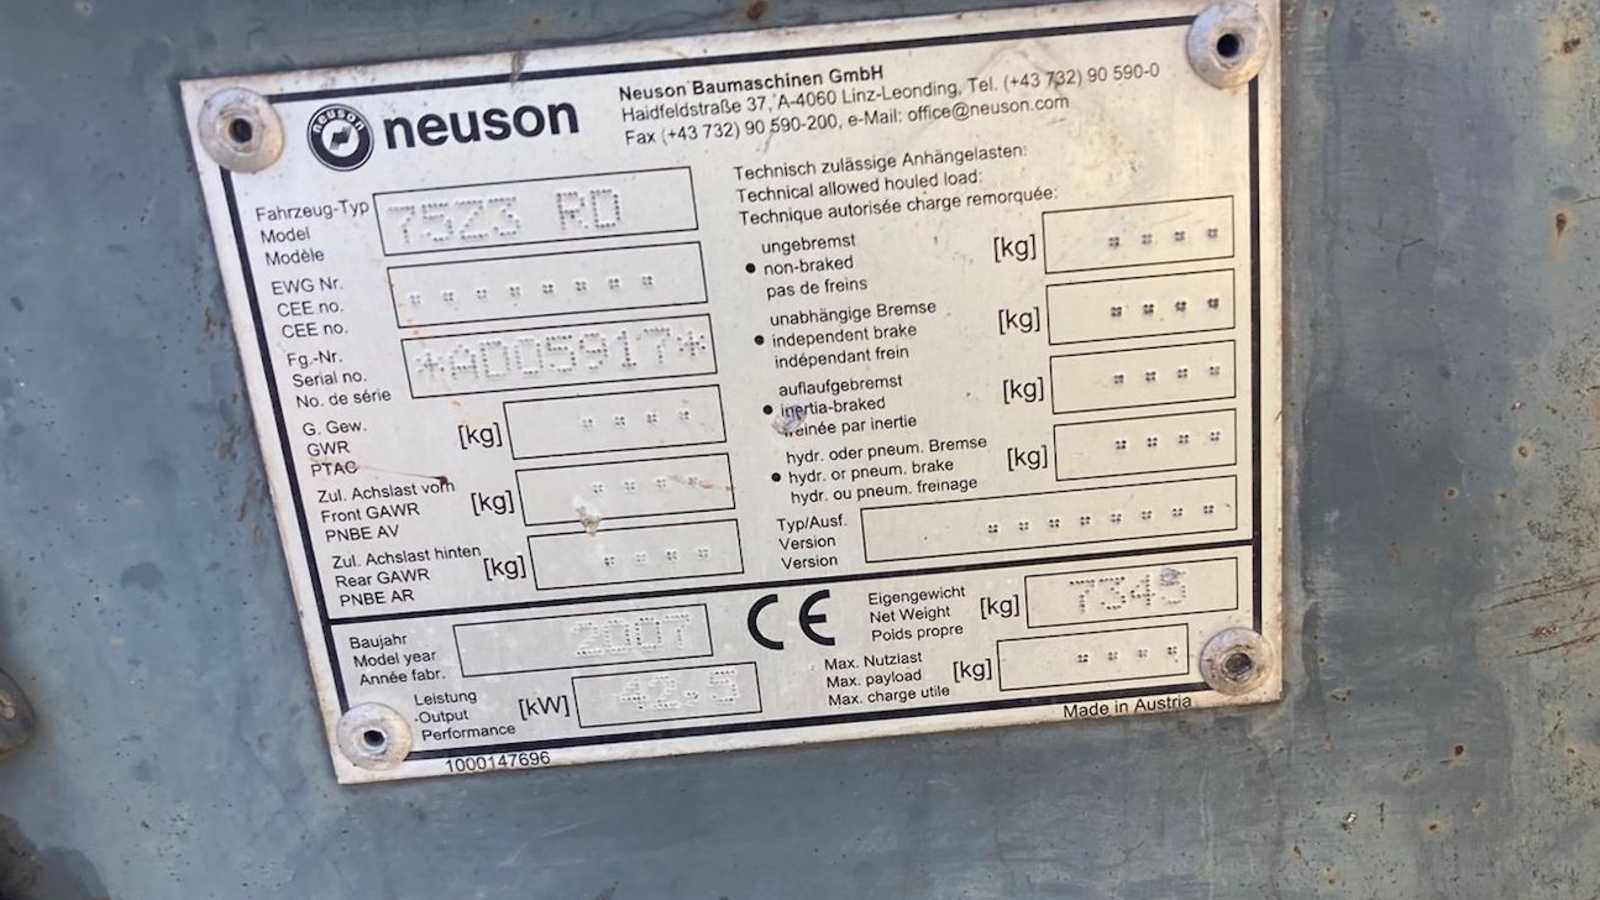 neuson
neuson
Neuson Baumaschinen GmbH
Haidfeldstraße 37, A-4060 Linz-Leonding, Tel. (+43 732) 90 590-0
Fax (+43 732) 90 590-200, e-Mail: office@neuson.com
Fahrzeug-Typ
Model
Modèle
75Z3 RD
EWG Nr.
CEE no.
CEE no.
Fg.-Nr.
Serial no.
No. de série
*AD05917*
G. Gew.
GWR
PTAC
[kg]
Zul. Achslast vorn
Front GAWR
PNBE AV
[kg]
Zul. Achslast hinten
Rear GAWR
PNBE AR
[kg]
Technisch zulässige Anhängelasten:
Technical allowed houled load:
Technique autorisée charge remorquée:
ungebremst
• non-braked
pas de freins
[kg]
unabhängige Bremse
• independent brake
indépendant frein
[kg]
auflaufgebremst
• inertia-braked
freinée par inertie
[kg]
hydr. oder pneum. Bremse
• hydr. or pneum. brake
hydr. ou pneum. freinage
[kg]
Typ/Ausf.
Version
Version
Baujahr
Model year
Année fabr.
2007
Leistung
Output
Performance
[kW]
42.5
CE
Eigengewicht
Net Weight
Poids propre
[kg]
7345
Max. Nutzlast
Max. payload
Max. charge utile
[kg]
1000147696
Made in Austria